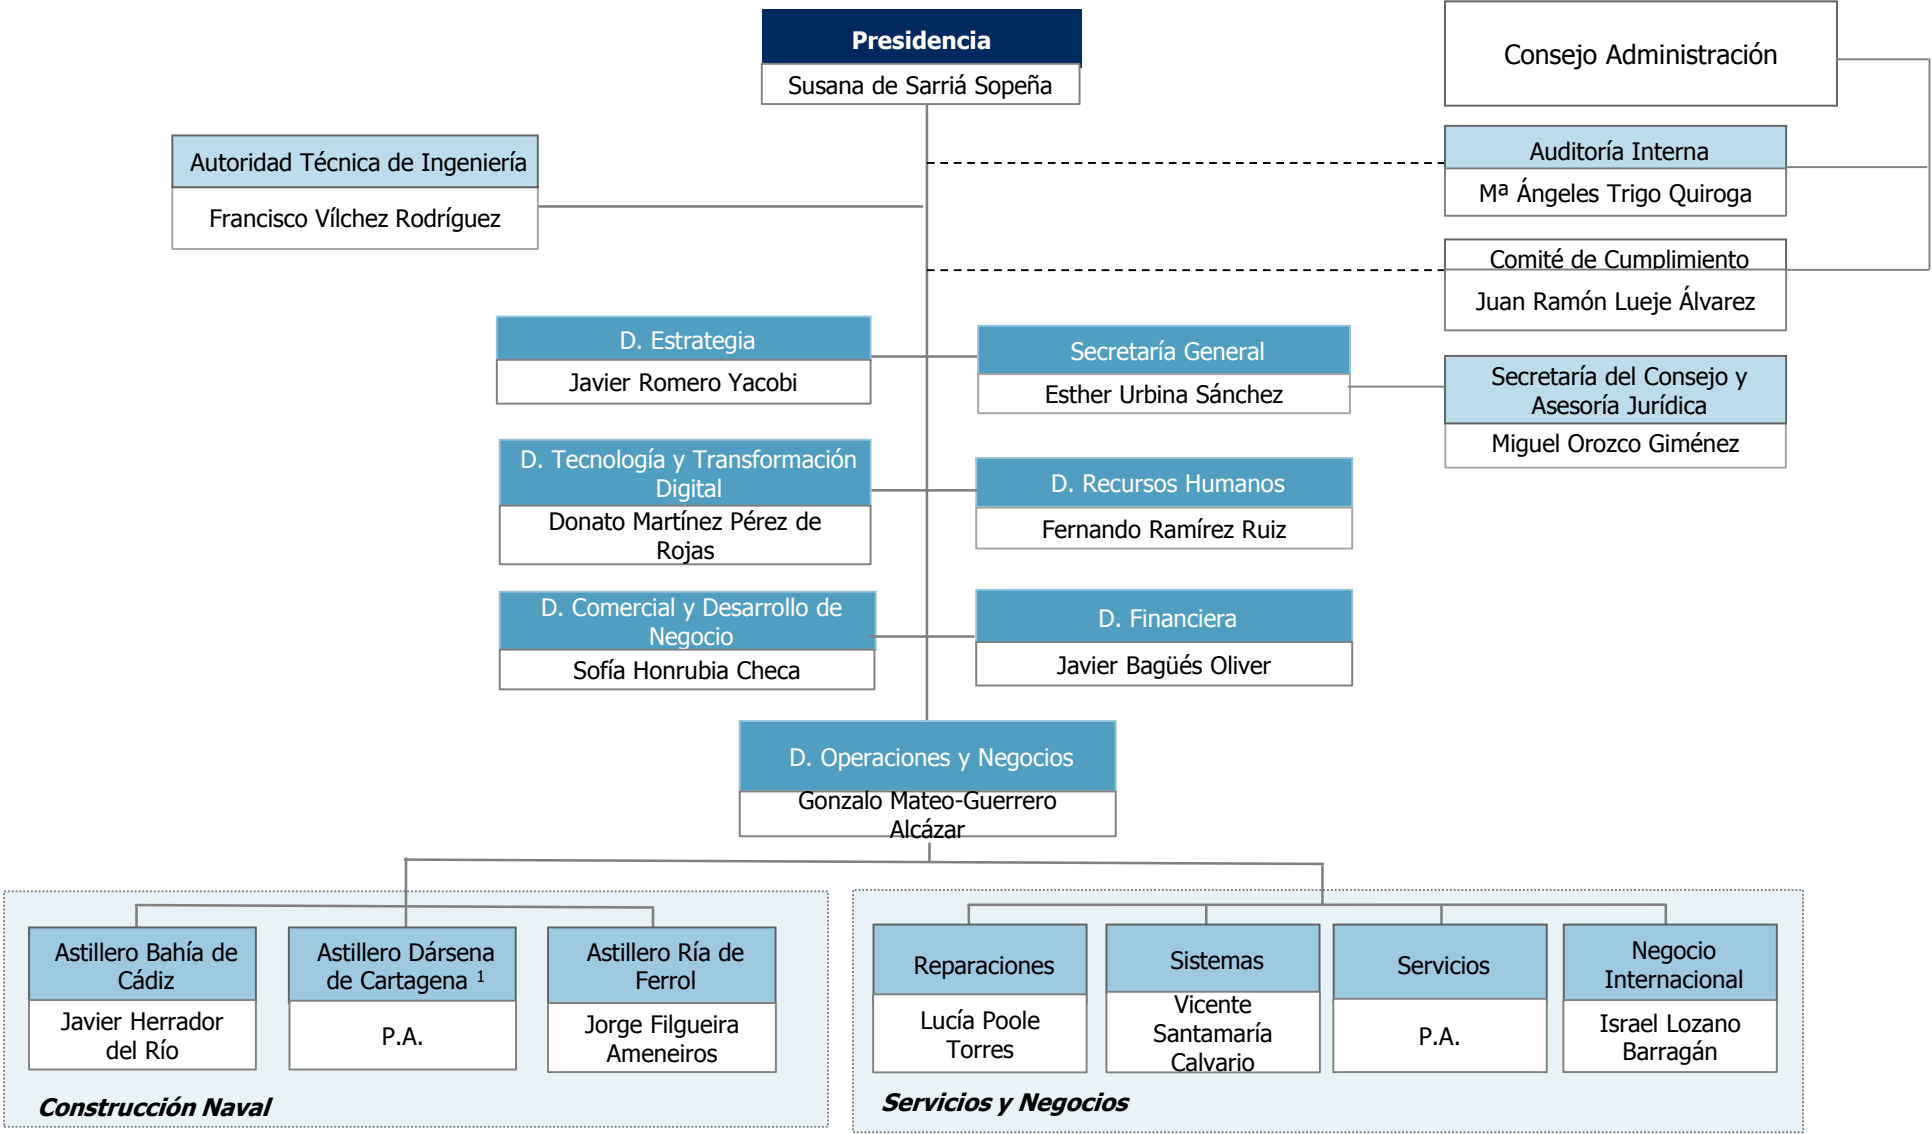 Presidencia
Susana de Sarriá Sopeña
Consejo Administración
Autoridad Técnica de Ingeniería
Francisco Vílchez Rodríguez
Auditoría Interna
Mª Ángeles Trigo Quiroga
Comité de Cumplimiento
Juan Ramón Lueje Álvarez
D. Estrategia
Javier Romero Yacobi
Secretaría General
Esther Urbina Sánchez
Secretaría del Consejo y
Asesoría Jurídica
Miguel Orozco Giménez
D. Tecnología y Transformación
Digital
Donato Martínez Pérez de
Rojas
D. Recursos Humanos
Fernando Ramírez Ruiz
D. Comercial y Desarrollo de
Negocio
Sofía Honrubia Checa
D. Financiera
Javier Bagüés Oliver
D. Operaciones y Negocios
Gonzalo Mateo-Guerrero
Alcázar
Astillero Bahía de
Cádiz
Javier Herrador
del Río
Astillero Dársena
de Cartagena ¹
P.A.
Astillero Ría de
Ferrol
Jorge Filgueira
Ameneiros
Construcción Naval
Reparaciones
Lucía Poole
Torres
Sistemas
Vicente
Santamaría
Calvario
Servicios
P.A.
Negocio
Internacional
Israel Lozano
Barragán
Servicios y Negocios